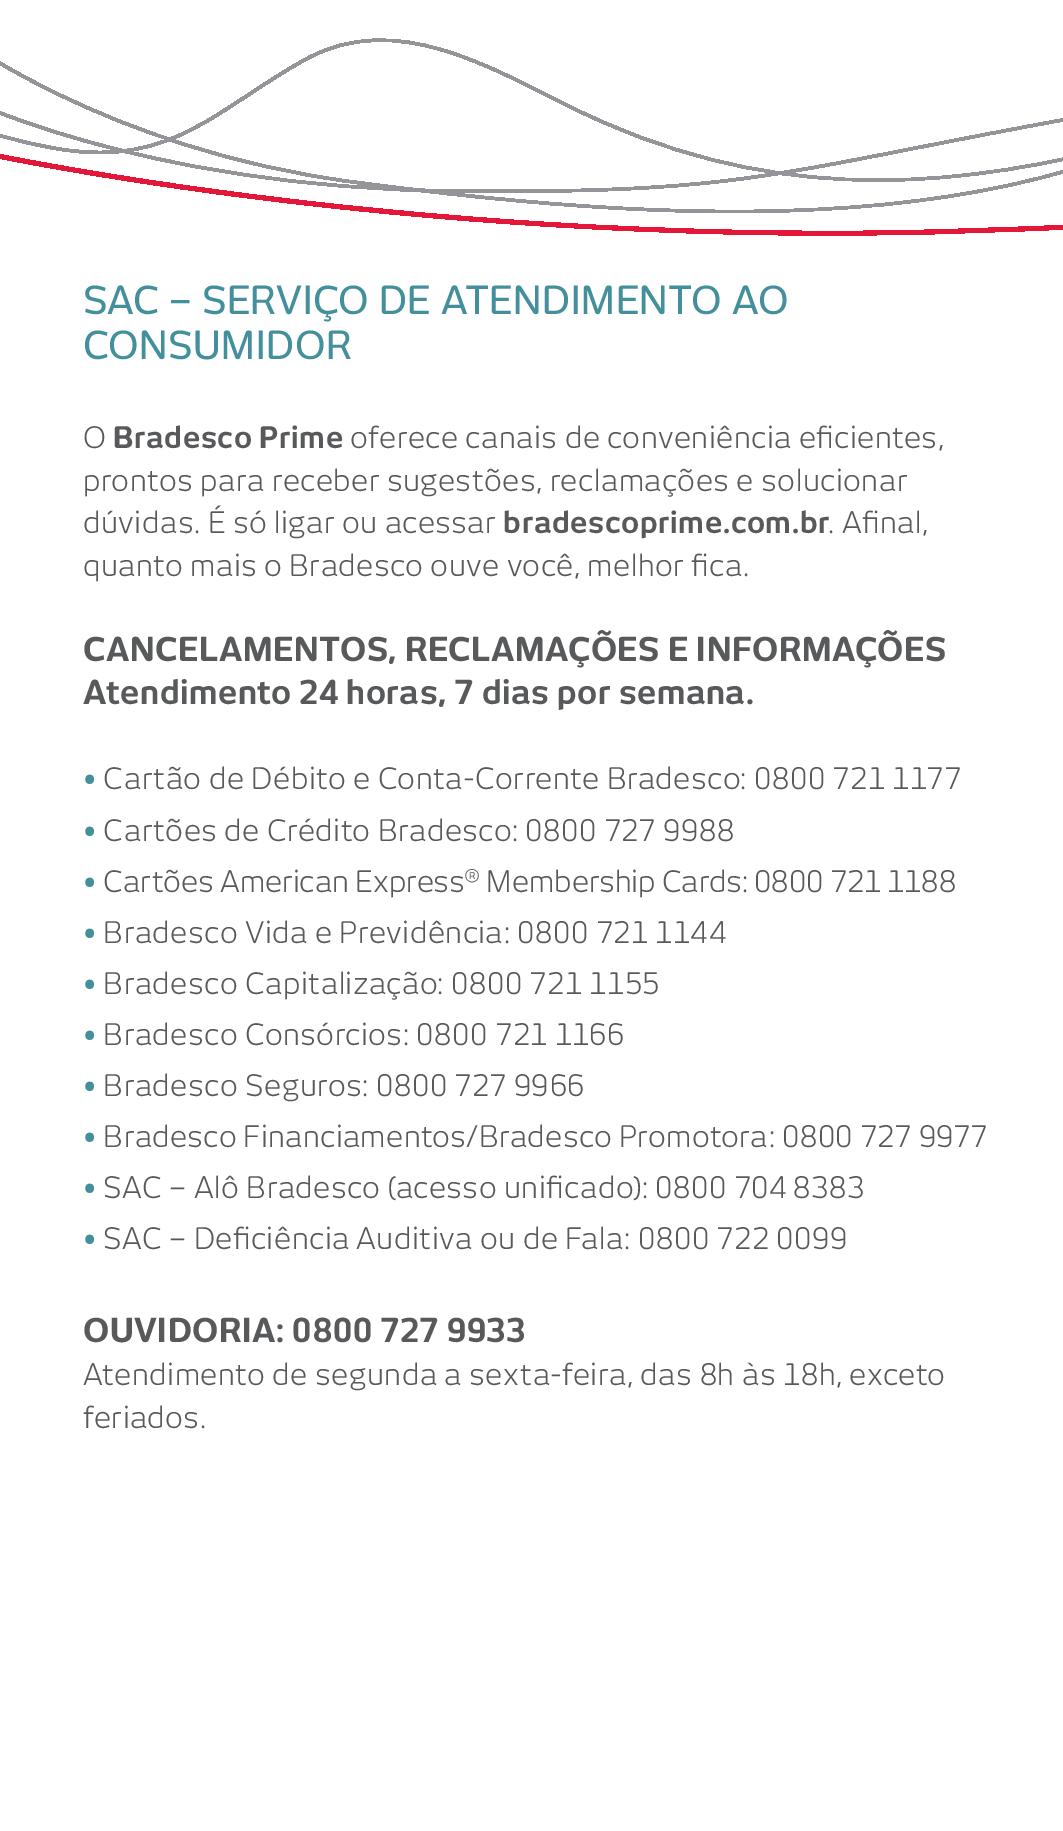 SAC – SERVIÇO DE ATENDIMENTO AO
CONSUMIDOR
O Bradesco Prime oferece canais de conveniência eficientes,
prontos para receber sugestões, reclamações e solucionar
dúvidas. É só ligar ou acessar bradescoprime.com.br. Afinal,
quanto mais o Bradesco ouve você, melhor fica.
CANCELAMENTOS, RECLAMAÇÕES E INFORMAÇÕES
Atendimento 24 horas, 7 dias por semana.
• Cartão de Débito e Conta-Corrente Bradesco: 0800 721 1177
• Cartões de Crédito Bradesco: 0800 727 9988
• Cartões American Express® Membership Cards: 0800 721 1188
• Bradesco Vida e Previdência: 0800 721 1144
• Bradesco Capitalização: 0800 721 1155
• Bradesco Consórcios: 0800 721 1166
• Bradesco Seguros: 0800 727 9966
• Bradesco Financiamentos/Bradesco Promotora: 0800 727 9977
• SAC – Alô Bradesco (acesso unificado): 0800 704 8383
• SAC – Deficiência Auditiva ou de Fala: 0800 722 0099
OUVIDORIA: 0800 727 9933
Atendimento de segunda a sexta-feira, das 8h às 18h, exceto
feriados.